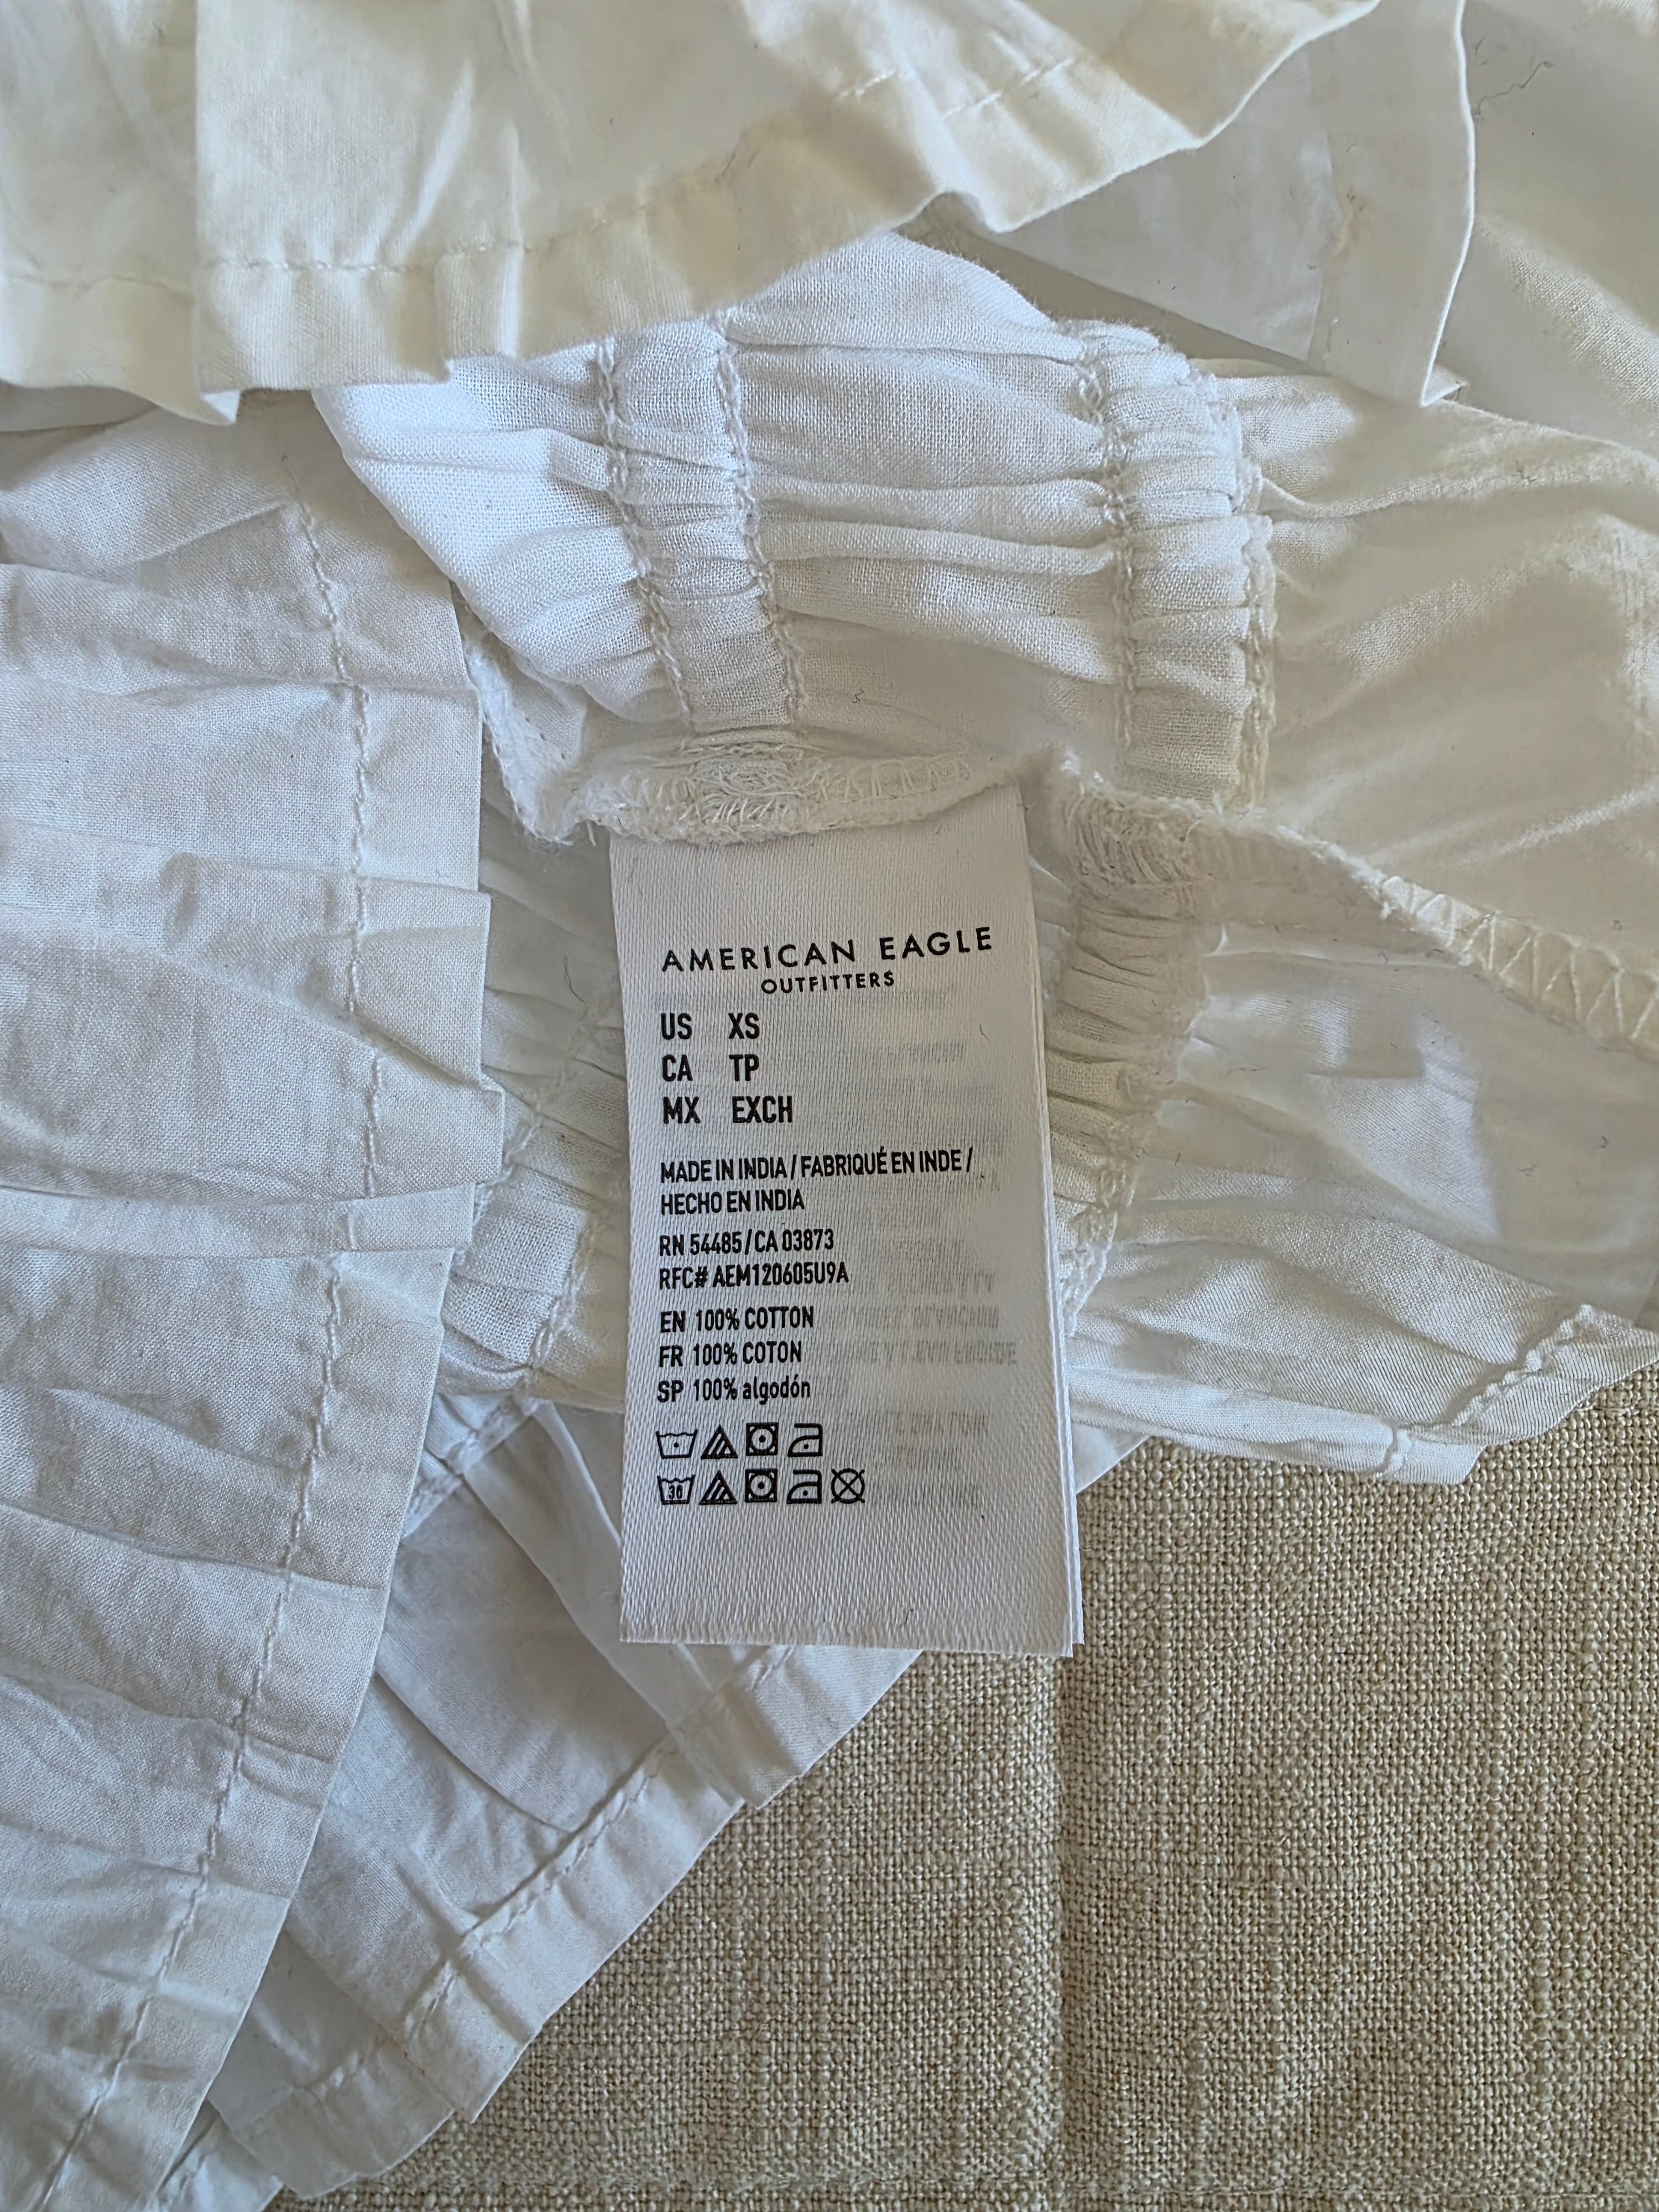 AMERICAN EAGLE
OUTFITTERS
US XS
CA TP
MX EXCH
MADE IN INDIA / FABRIQUÉ EN INDE /
HECHO EN INDIA
RN 54485 / CA 03873
RFC# AEM120605U9A
EN 100% COTTON
FR 100% COTON
SP 100% algodón
30